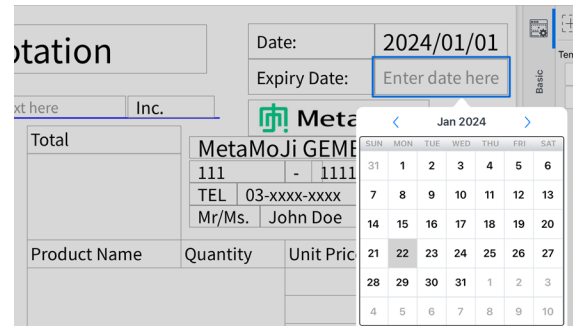 otation
Date:
2024/01/01
Expiry Date:
Enter date here
here
Inc.
Total
MetaMoJi
111
-
1111
TEL
03-xxxx-xxxx
Mr/Ms.
John Doe
Product Name
Quantity
Unit
Basic
Jan 2024
SUN MON TUE WED THU FRI SAT
31 1 2 3 4 5 6
7 8 9 10 11 12 13
14 15 16 17 18 19 20
21 22 23 24 25 26 27
28 29 30 31 1 2 3
4 5 6 7 8 9 10